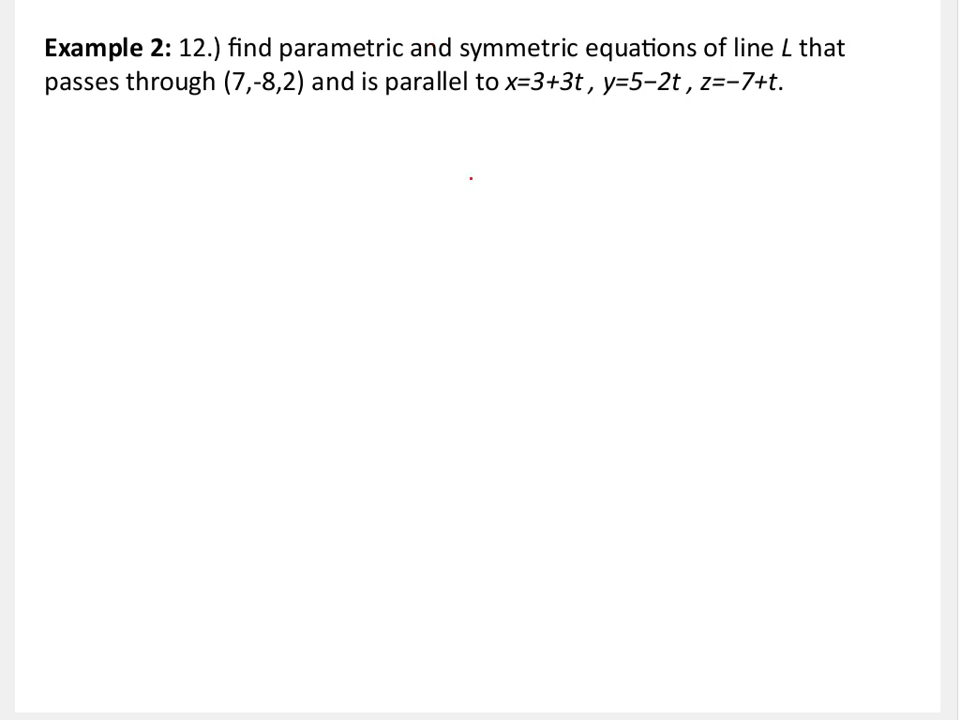 Example 2: 12.) find parametric and symmetric equations of line L that
passes through (7,-8,2) and is parallel to x=3+3t , y=5−2t , z=−7+t.